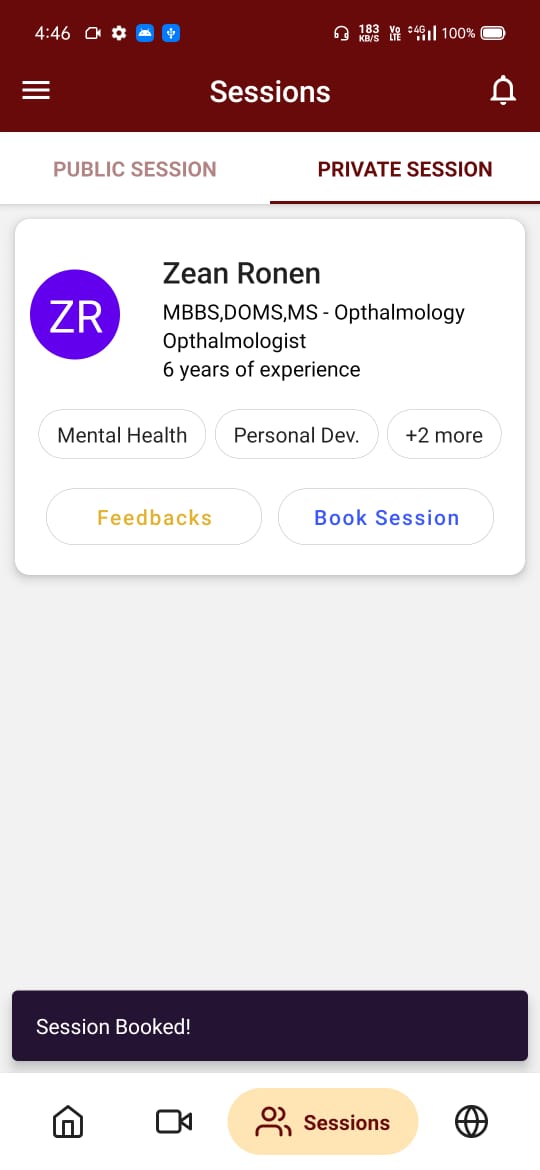 4:46 183 KB/S Vo LTE 4G 100%
Sessions
PUBLIC SESSION PRIVATE SESSION
Zean Ronen
ZR
MBBS,DOMS,MS - Opthalmology
Opthalmologist
6 years of experience
Mental Health Personal Dev. +2 more
Feedbacks Book Session
Session Booked!
Sessions